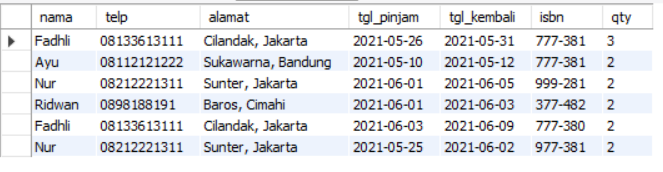 nama telp alamat tgl_pinjam tgl_kembali isbn qty
Fadhli 08133613111 Cilandak, Jakarta 2021-05-26 2021-05-31 777-381 3
Ayu 08112121222 Sukawarna, Bandung 2021-05-10 2021-05-12 777-381 2
Nur 08212221311 Sunter, Jakarta 2021-06-01 2021-06-05 999-281 2
Ridwan 0898188191 Baros, Cimahi 2021-06-01 2021-06-03 377-482 2
Fadhli 08133613111 Cilandak, Jakarta 2021-06-03 2021-06-09 777-380 2
Nur 08212221311 Sunter, Jakarta 2021-05-25 2021-06-02 977-381 2